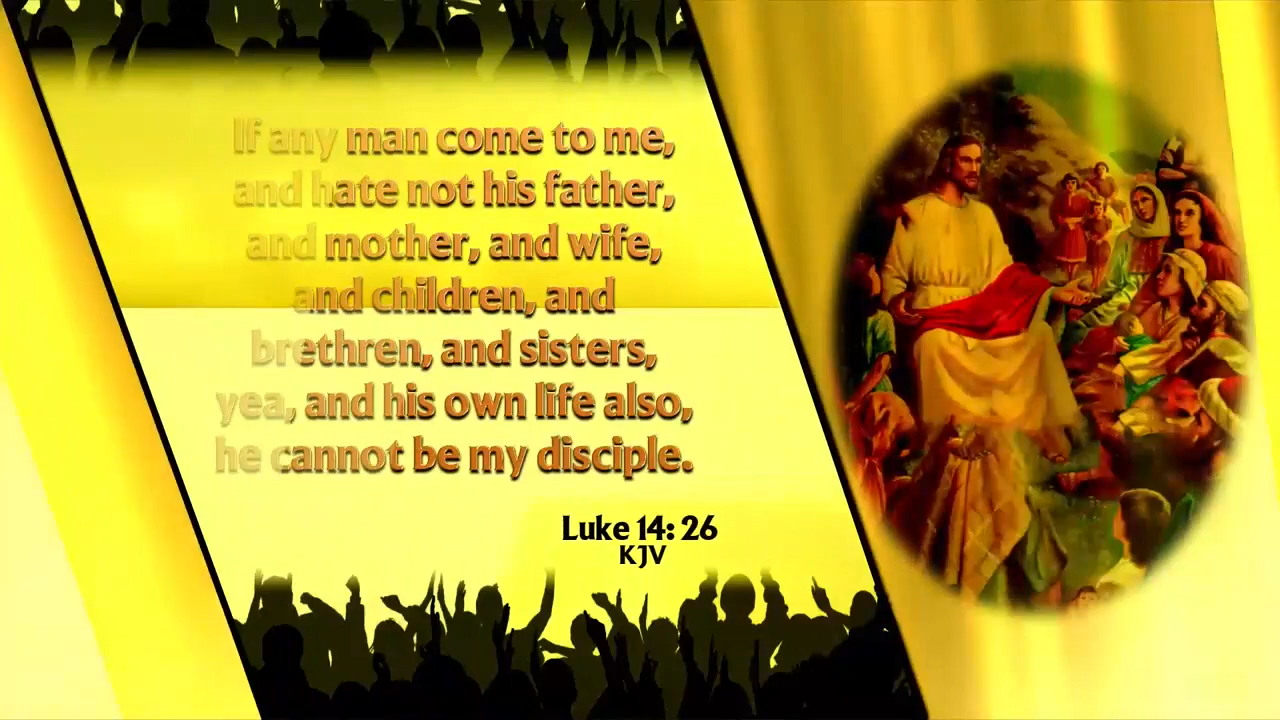 If any man come to me,
and hate not his father,
and mother, and wife,
and children, and
brethren, and sisters,
yea, and his own life also,
he cannot be my disciple.
Luke 14: 26
KJV